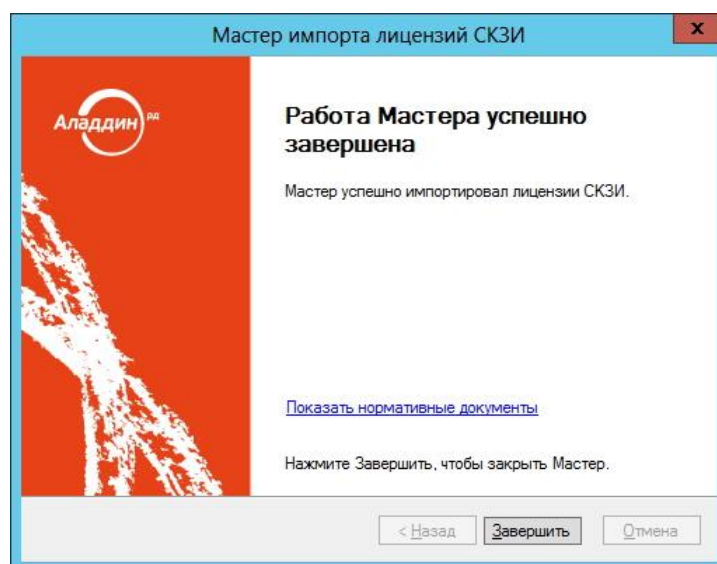 Мастер импорта лицензий СКЗИ
x
Аладдин РД
Работа Мастера успешно
завершена
Мастер успешно импортировал лицензии СКЗИ.
Показать нормативные документы
Нажмите Завершить, чтобы закрыть Мастер.
< Назад Завершить Отмена